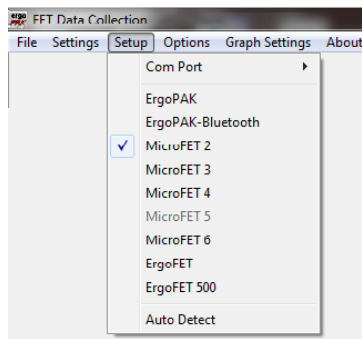 ergo FET Data Collection
File Settings Setup Options Graph Settings About
Com Port
ErgoPAK
ErgoPAK-Bluetooth
MicroFET 2
MicroFET 3
MicroFET 4
MicroFET 5
MicroFET 6
ErgoFET
ErgoFET 500
Auto Detect